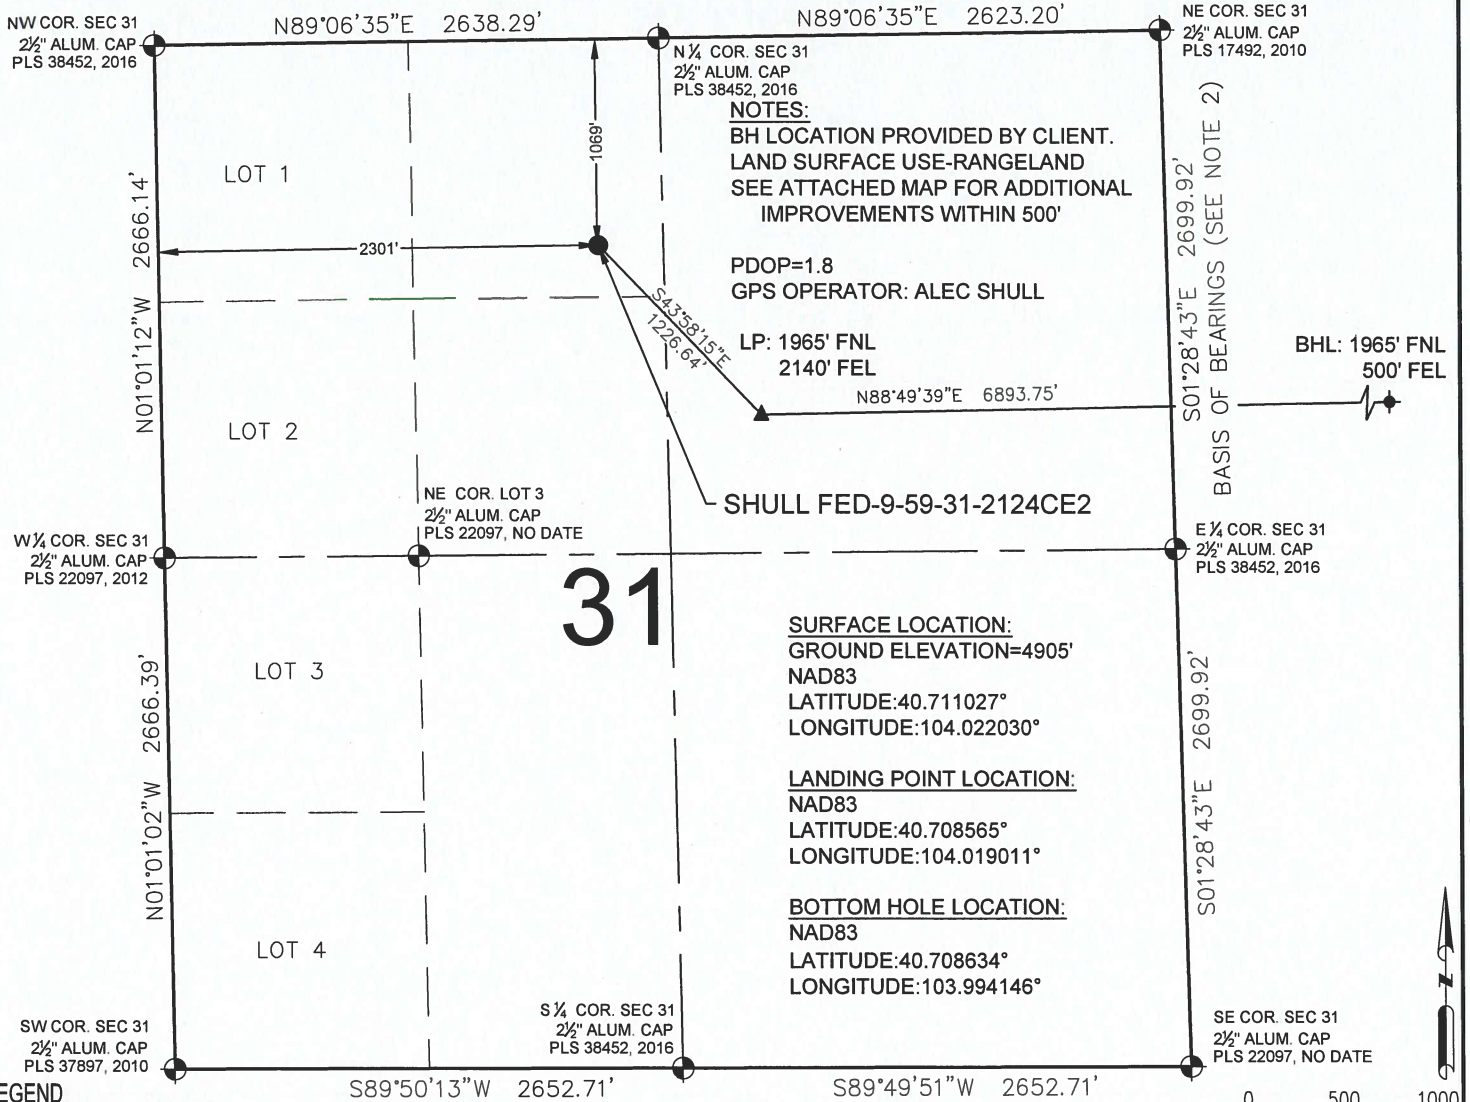 N89°06'35"E 2638.29'
N89°06'35"E 2623.20'
NW COR. SEC 31
2½" ALUM. CAP
PLS 38452, 2016
N ¼ COR. SEC 31
2½" ALUM. CAP
PLS 38452, 2016
NE COR. SEC 31
2½" ALUM. CAP
PLS 17492, 2010
NOTES:
BH LOCATION PROVIDED BY CLIENT.
LAND SURFACE USE-RANGELAND
SEE ATTACHED MAP FOR ADDITIONAL
IMPROVEMENTS WITHIN 500'
PDOP=1.8
GPS OPERATOR: ALEC SHULL
LOT 1
1069'
2301'
N01°01'12"W 2666.14'
S43°58'15"E
1226.64'
LP: 1965' FNL
2140' FEL
N88°49'39"E 6893.75'
S01°28'43"E 2699.92'
BASIS OF BEARINGS (SEE NOTE 2)
BHL: 1965' FNL
500' FEL
LOT 2
SHULL FED-9-59-31-2124CE2
NE COR. LOT 3
2½" ALUM. CAP
PLS 22097, NO DATE
W ¼ COR. SEC 31
2½" ALUM. CAP
PLS 22097, 2012
E ¼ COR. SEC 31
2½" ALUM. CAP
PLS 38452, 2016
31
SURFACE LOCATION:
GROUND ELEVATION=4905'
NAD83
LATITUDE:40.711027°
LONGITUDE:104.022030°
LOT 3
N01°01'02"W 2666.39'
S01°28'43"E 2699.92'
LANDING POINT LOCATION:
NAD83
LATITUDE:40.708565°
LONGITUDE:104.019011°
BOTTOM HOLE LOCATION:
NAD83
LATITUDE:40.708634°
LONGITUDE:103.994146°
LOT 4
SW COR. SEC 31
2½" ALUM. CAP
PLS 37897, 2010
S ¼ COR. SEC 31
2½" ALUM. CAP
PLS 38452, 2016
SE COR. SEC 31
2½" ALUM. CAP
PLS 22097, NO DATE
N
S89°50'13"W 2652.71'
S89°49'51"W 2652.71'
EGEND
0 500 1000